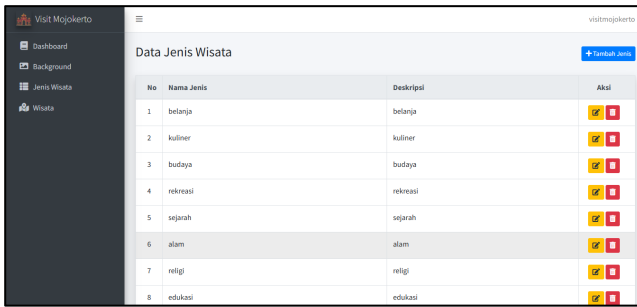 Visit Mojokerto
visitmojokerto
Dashboard
Background
Jenis Wisata
Wisata
Data Jenis Wisata
+Tambah Jenis
No Nama Jenis Deskripsi Aksi
1 belanja belanja
2 kuliner kuliner
3 budaya budaya
4 rekreasi rekreasi
5 sejarah sejarah
6 alam alam
7 religi religi
8 edukasi edukasi